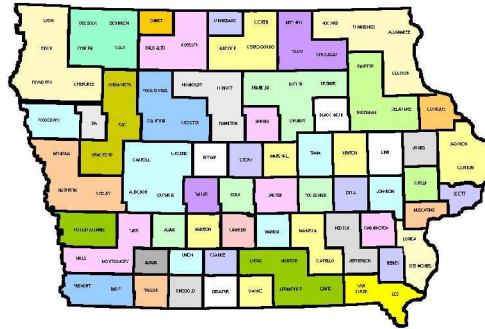 LYON
OSCEOLA
DICKINSON
EMMET
WINNEBAGO
WORTH
MITCHELL
HOWARD
WINNESHIEK
ALLAMAKEE
SIOUX
CLAY
PALO ALTO
KOSSUTH
HANCOCK
CERRO GORDO
FLOYD
CHICKASAW
FAYETTE
CLAYTON
PLYMOUTH
CHEROKEE
BUENA VISTA
POCAHONTAS
HUMBOLDT
WRIGHT
FRANKLIN
BUTLER
BREMER
WOODBURY
IDA
SAC
CALHOUN
WEBSTER
HAMILTON
HARDIN
GRUNDY
BLACK HAWK
BUCHANAN
DELAWARE
DUBUQUE
JACKSON
MONONA
CRAWFORD
CARROLL
GREENE
BOONE
STORY
MARSHALL
TAMA
BENTON
LINN
JONES
CLINTON
HARRISON
SHELBY
AUDUBON
GUTHRIE
DALLAS
POLK
JASPER
POWESHIEK
IOWA
JOHNSON
CEDAR
SCOTT
MUSCATINE
POTTAWATTAMIE
CASS
ADAIR
MADISON
WARREN
MARION
MAHASKA
KEOKUK
WASHINGTON
LOUISA
MILLS
MONTGOMERY
ADAMS
UNION
CLARKE
LUCAS
MONROE
WAPELLO
JEFFERSON
HENRY
DES MOINES
FREMONT
PAGE
TAYLOR
RINGGOLD
DECATUR
WAYNE
APPANOOSE
DAVIS
VAN
BUREN
LEE